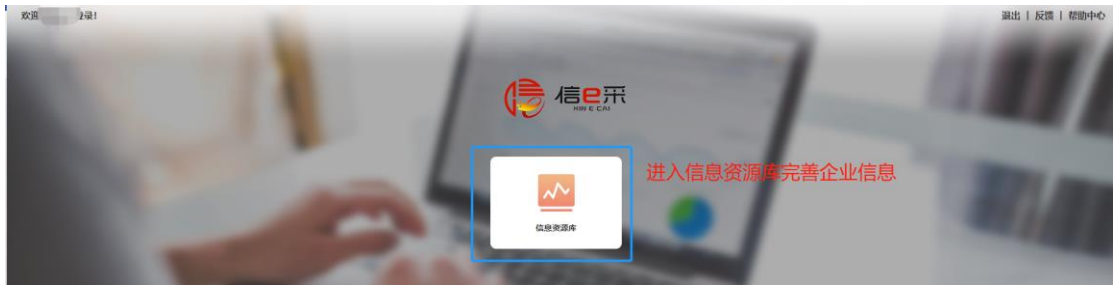 欢迎 登录!
退出 | 反馈 | 帮助中心
信e采
XIN E CAI
进入信息资源库完善企业信息
信息资源库